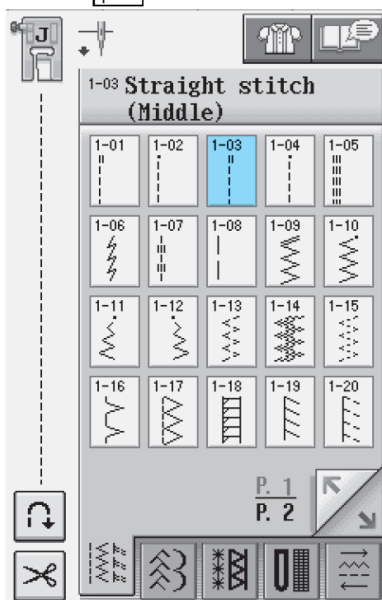 J
1-03 Straight stitch
(Middle)
1-01 1-02 1-03 1-04 1-05
1-06 1-07 1-08 1-09 1-10
1-11 1-12 1-13 1-14 1-15
1-16 1-17 1-18 1-19 1-20
P. 1
P. 2